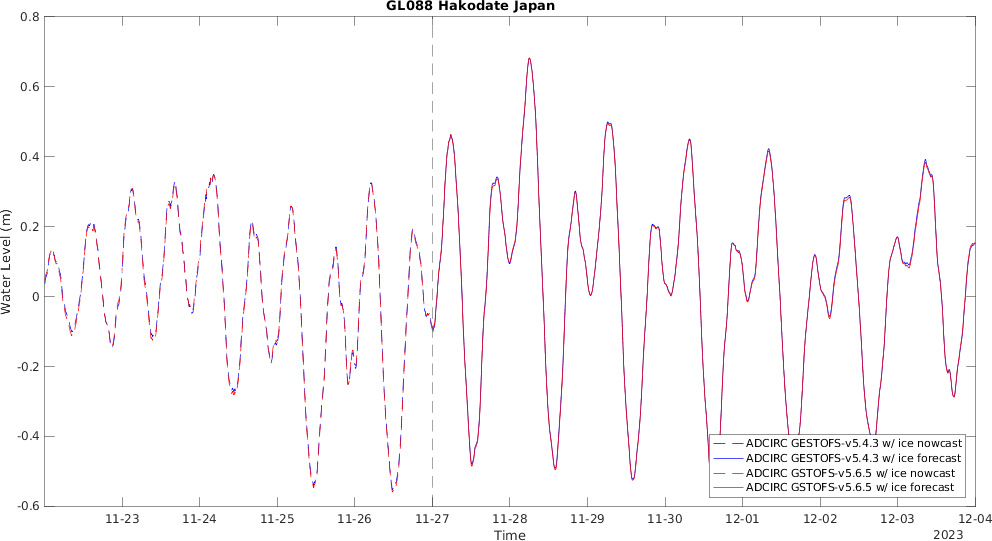 GL088 Hakodate Japan
0.8
0.6
0.4
0.2
0
-0.2
-0.4
-0.6
Water Level (m)
ADCIRC GESTOFS-v5.4.3 w/ ice nowcast
ADCIRC GESTOFS-v5.4.3 w/ ice forecast
ADCIRC GSTOFS-v5.6.5 w/ ice nowcast
ADCIRC GSTOFS-v5.6.5 w/ ice forecast
11-23 11-24 11-25 11-26 11-27 11-28 11-29 11-30 12-01 12-02 12-03 12-04
Time
2023